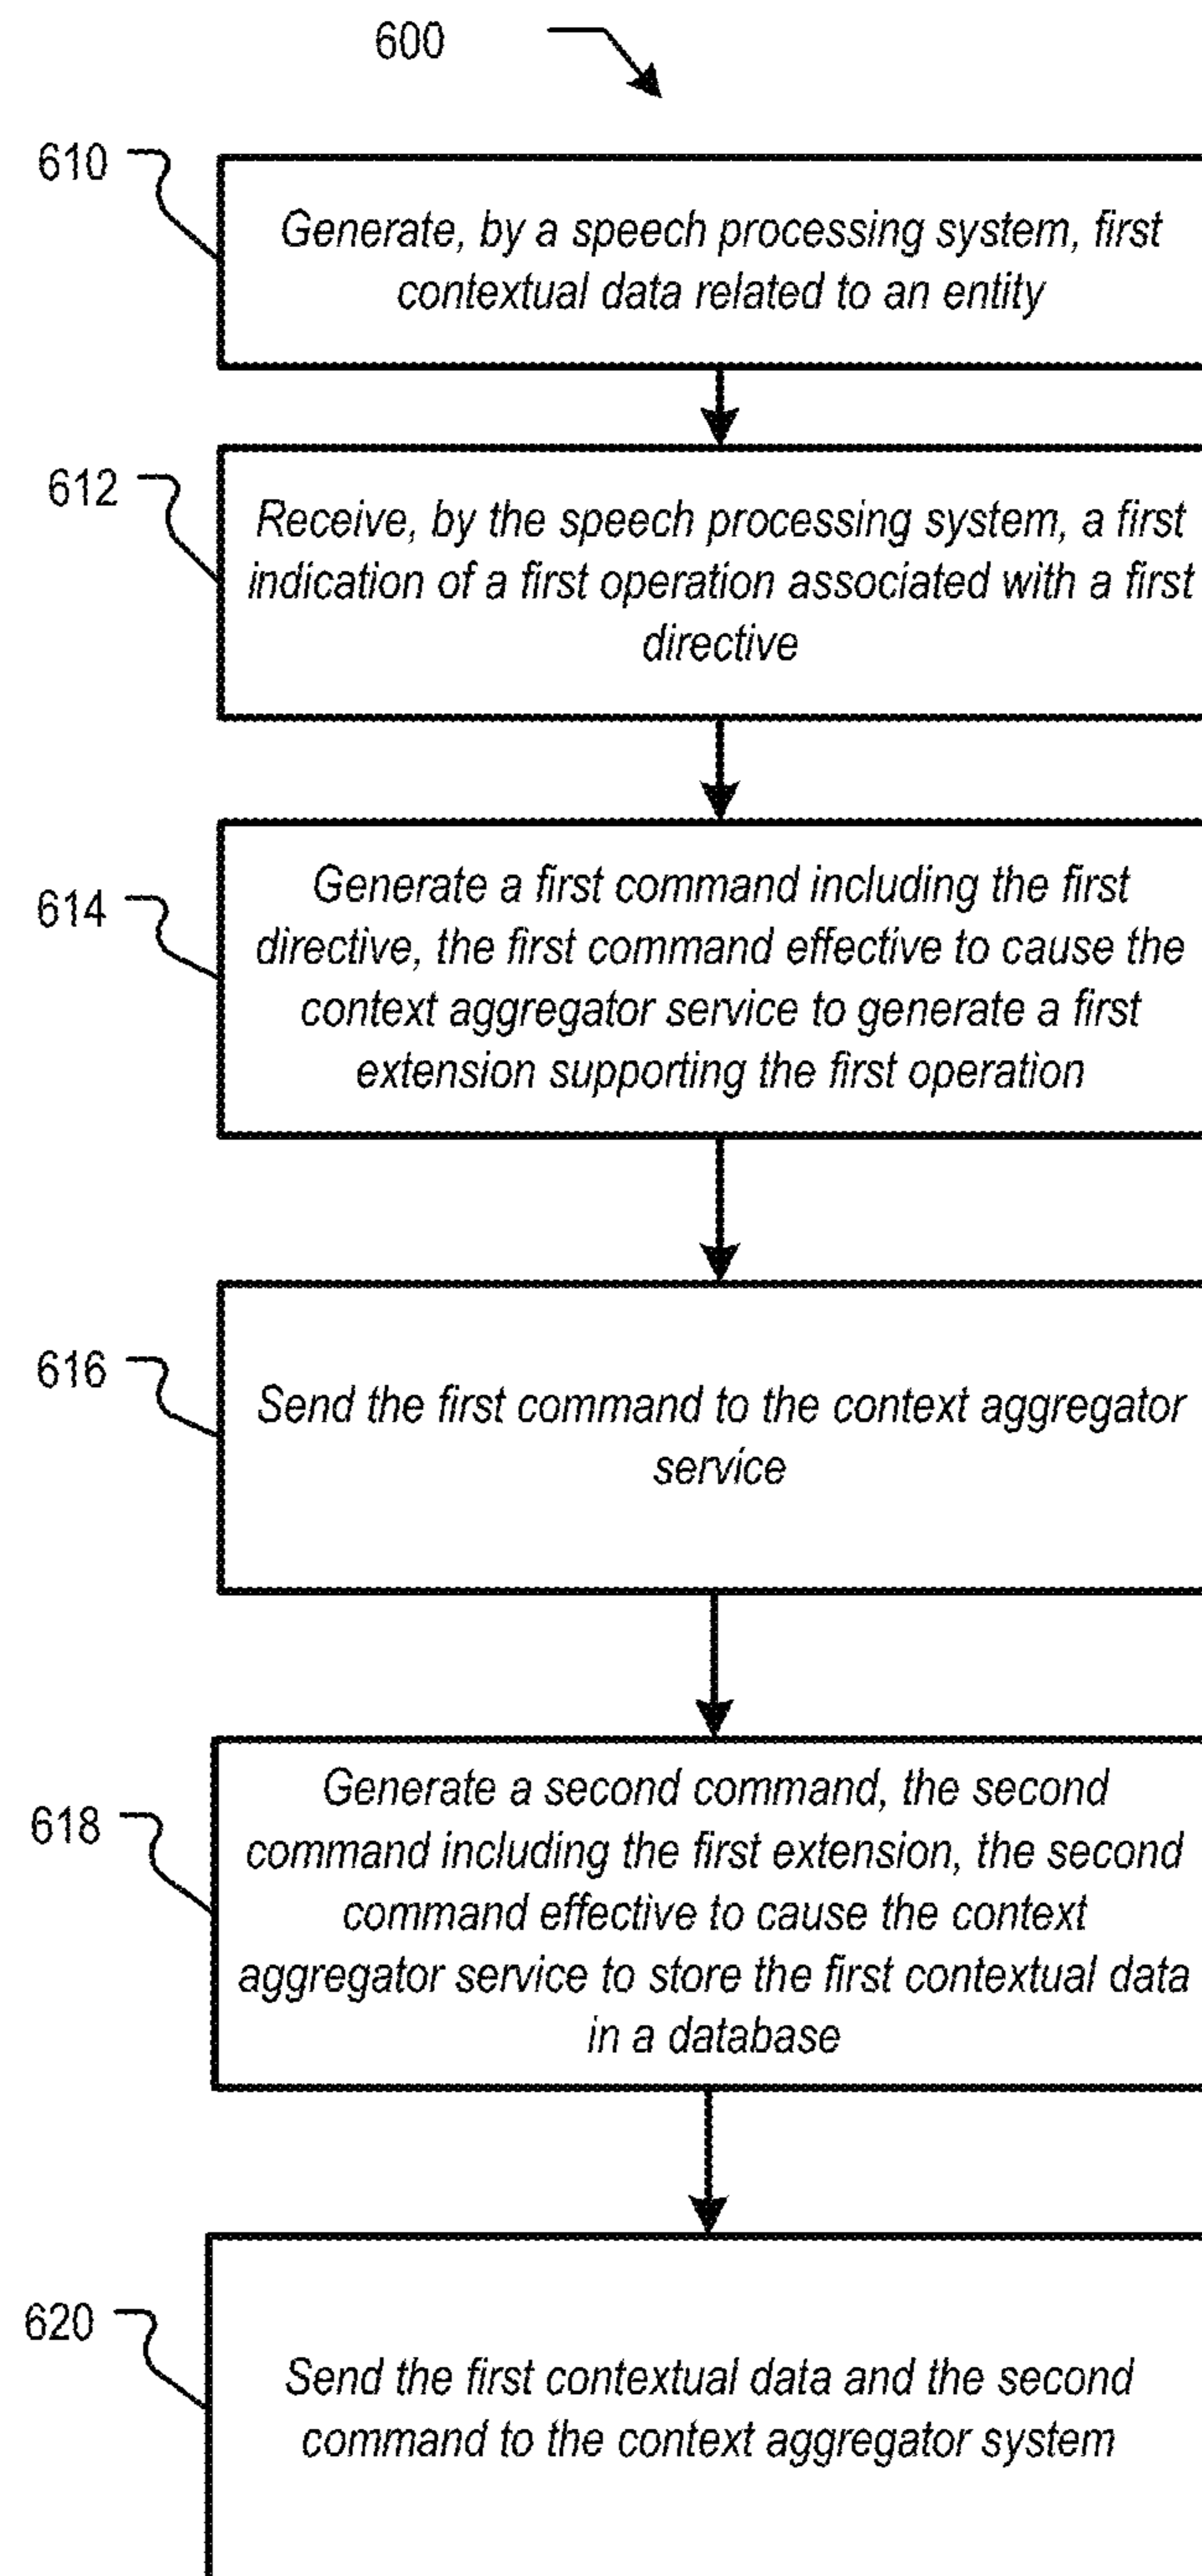 600
610
Generate, by a speech processing system, first
contextual data related to an entity
612
Receive, by the speech processing system, a first
indication of a first operation associated with a first
directive
614
Generate a first command including the first
directive, the first command effective to cause the
context aggregator service to generate a first
extension supporting the first operation
616
Send the first command to the context aggregator
service
618
Generate a second command, the second
command including the first extension, the second
command effective to cause the context
aggregator service to store the first contextual data
in a database
620
Send the first contextual data and the second
command to the context aggregator system